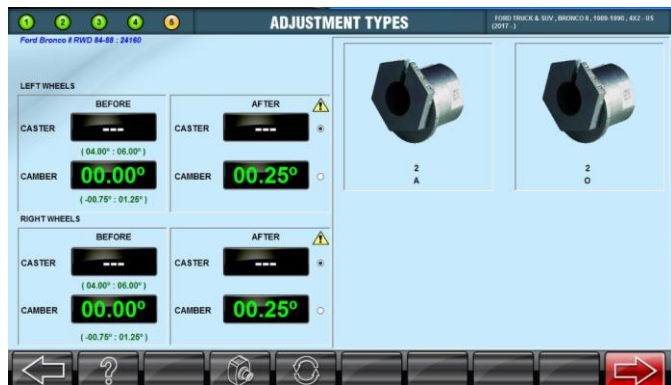 1 2 3 4 5
ADJUSTMENT TYPES
FORD TRUCK & SUV , BRONCO II , 1989-1990 , 4X2 - US
(2017 - )
Ford Bronco II RWD 84-88 : 24160
LEFT WHEELS
BEFORE
AFTER
CASTER
---
CASTER
---
( 04.00° : 06.00° )
CAMBER
00.00°
CAMBER
00.25°
( -00.75° : 01.25° )
2
A
2
O
RIGHT WHEELS
BEFORE
AFTER
CASTER
---
CASTER
---
( 04.00° : 06.00° )
CAMBER
00.00°
CAMBER
00.25°
( -00.75° : 01.25° )